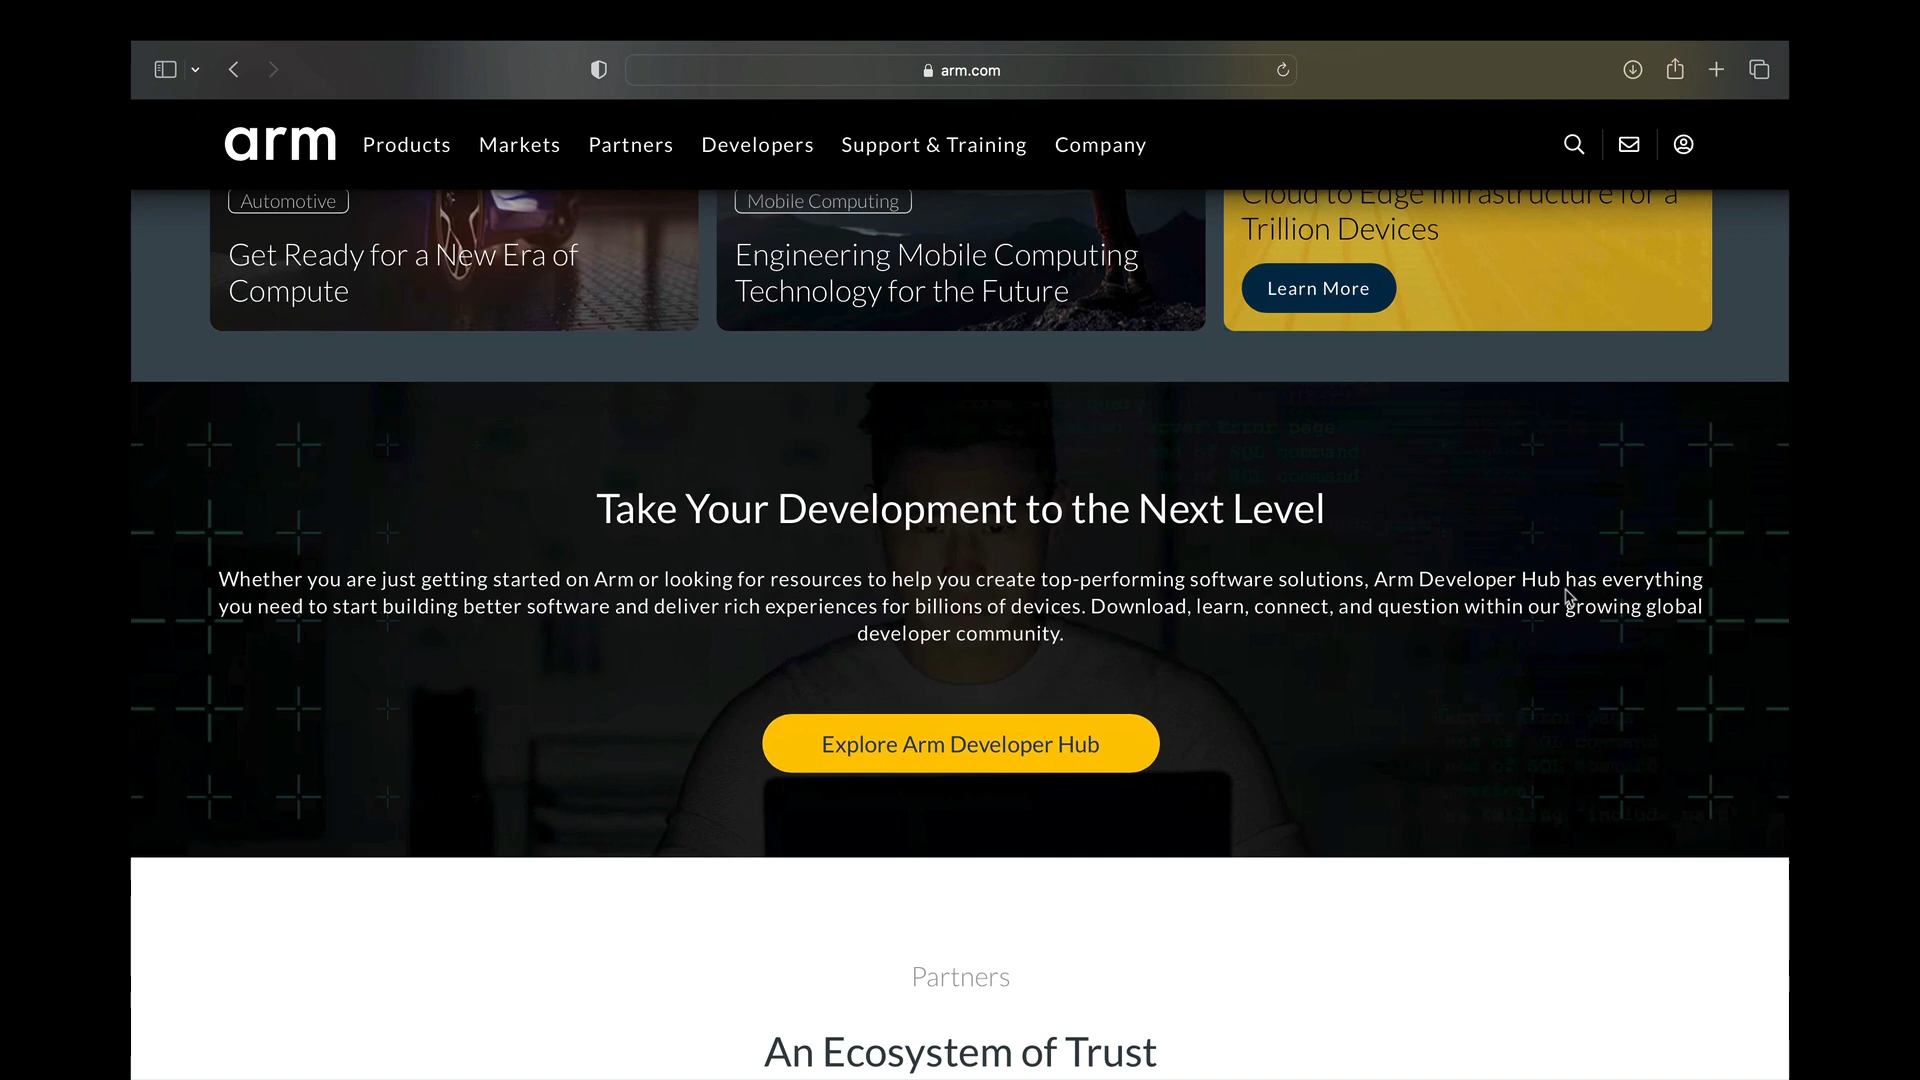 arm.com
arm Products Markets Partners Developers Support & Training Company
Automotive
Get Ready for a New Era of
Compute
Mobile Computing
Engineering Mobile Computing
Technology for the Future
Cloud to Edge Infrastructure for a
Trillion Devices
Learn More
Take Your Development to the Next Level
Whether you are just getting started on Arm or looking for resources to help you create top-performing software solutions, Arm Developer Hub has everything
you need to start building better software and deliver rich experiences for billions of devices. Download, learn, connect, and question within our growing global
developer community.
Explore Arm Developer Hub
Partners
An Ecosystem of Trust